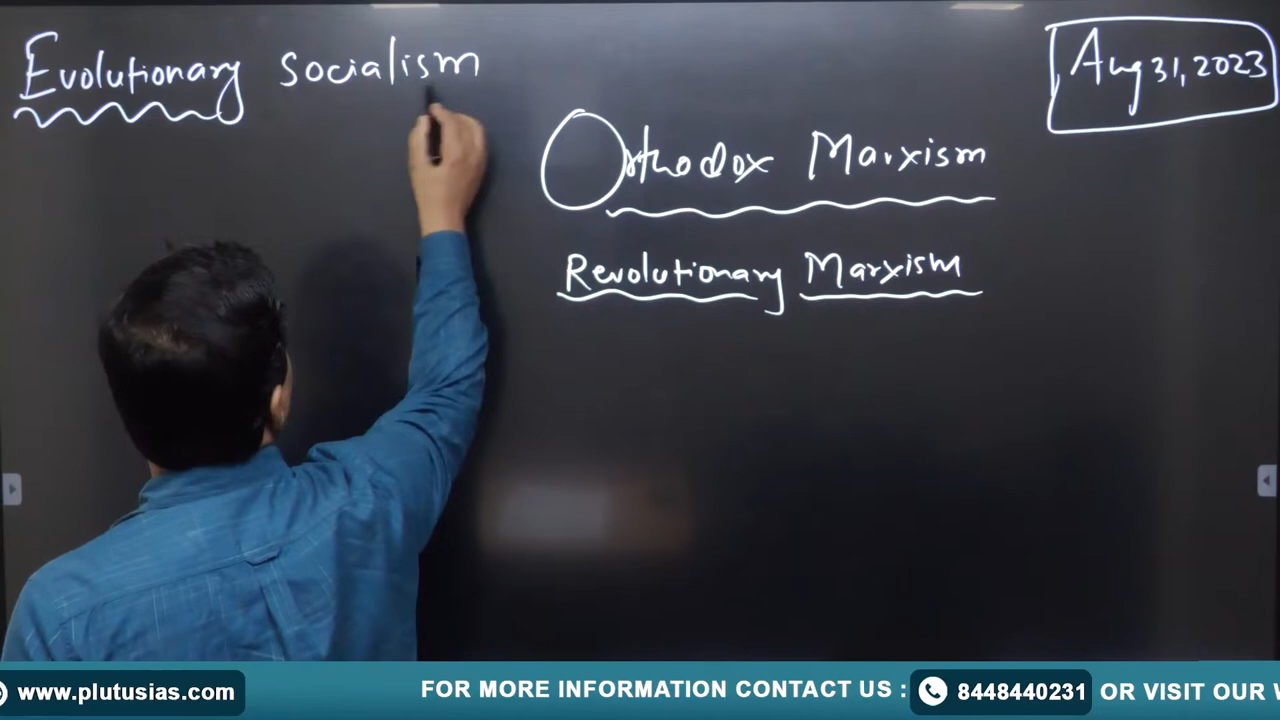 Evolutionary socialism
Aug 31, 2023
Orthodox Marxism
Revolutionary Marxism
www.plutusias.com
FOR MORE INFORMATION CONTACT US :
8448440231
OR VISIT OUR